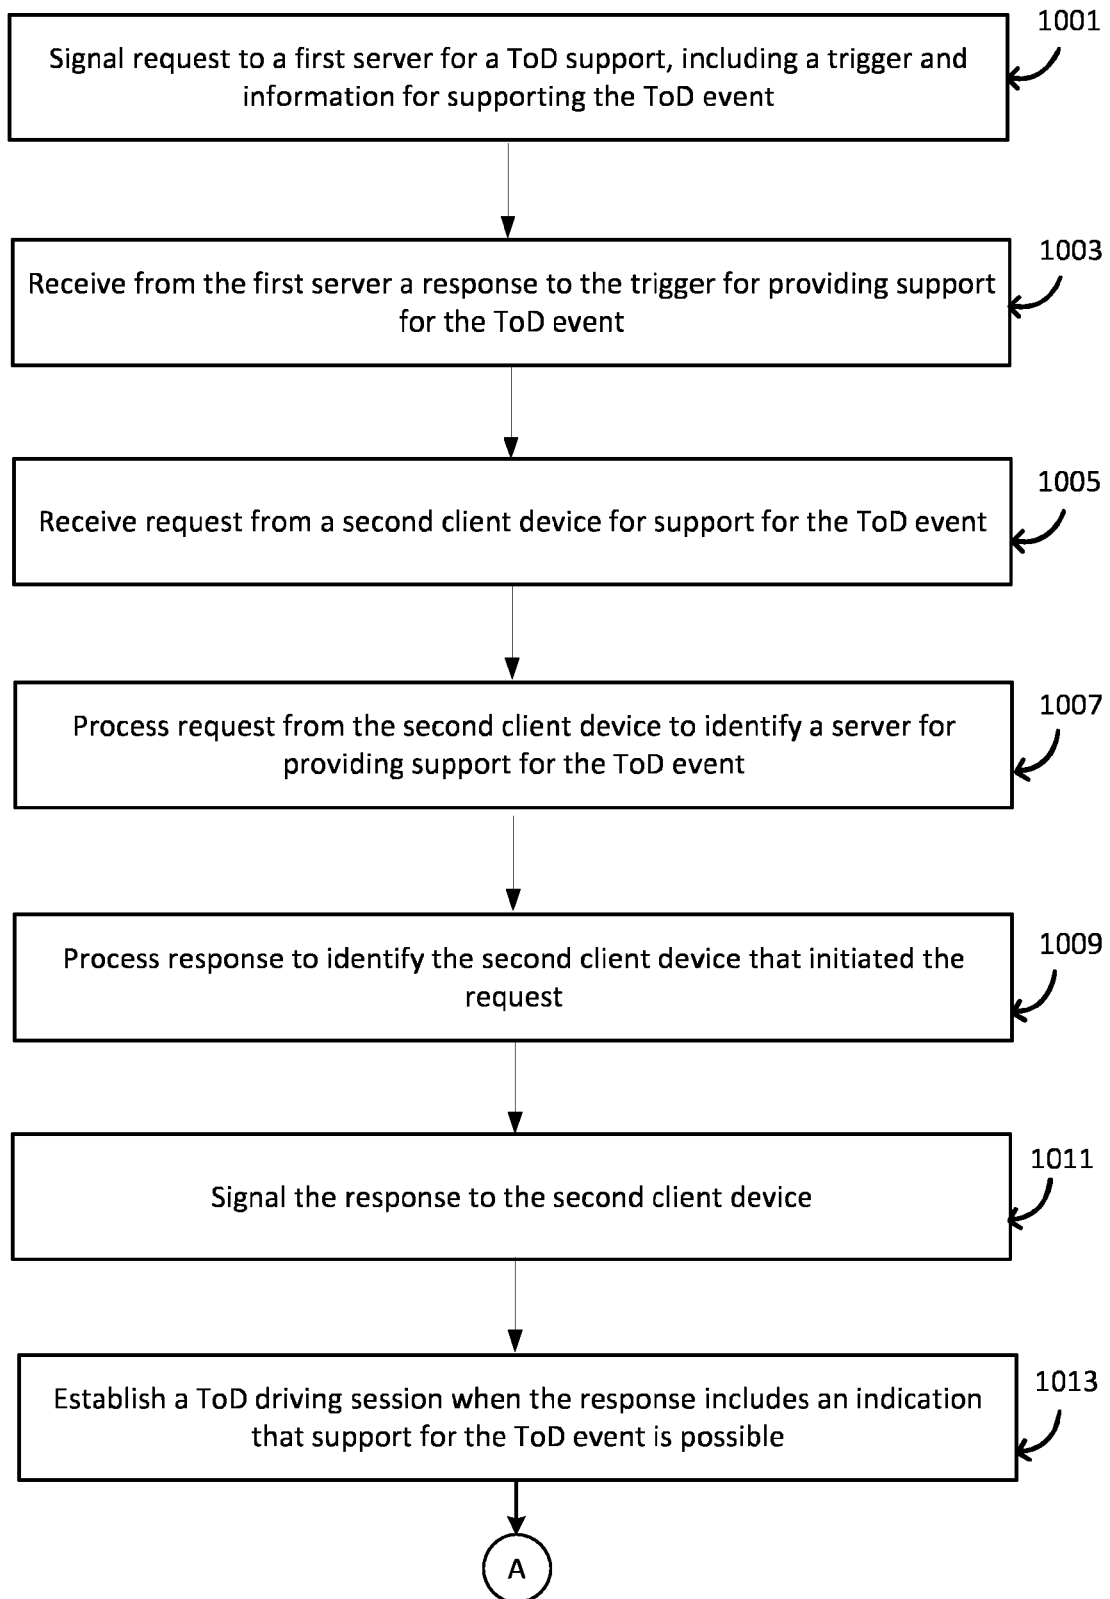 1001
Signal request to a first server for a ToD support, including a trigger and
information for supporting the ToD event
1003
Receive from the first server a response to the trigger for providing support
for the ToD event
1005
Receive request from a second client device for support for the ToD event
1007
Process request from the second client device to identify a server for
providing support for the ToD event
1009
Process response to identify the second client device that initiated the
request
1011
Signal the response to the second client device
1013
Establish a ToD driving session when the response includes an indication
that support for the ToD event is possible
A